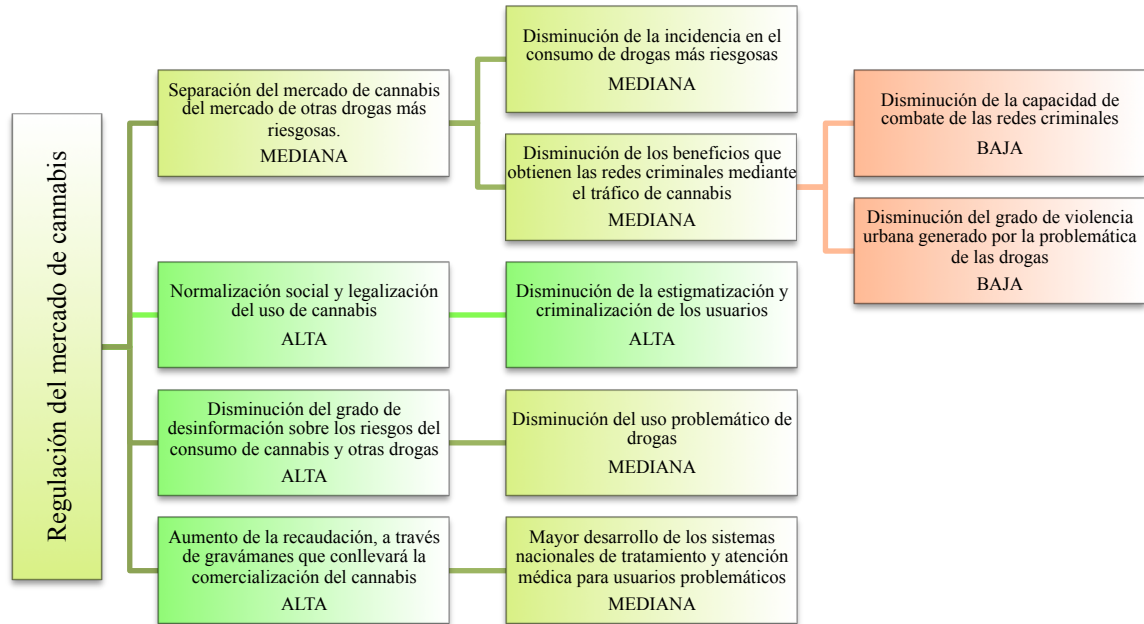 Regulación del mercado de cannabis
Separación del mercado de cannabis
del mercado de otras drogas más
riesgosas.
MEDIANA
Disminución de la incidencia en el
consumo de drogas más riesgosas
MEDIANA
Disminución de los beneficios que
obtienen las redes criminales mediante
el tráfico de cannabis
MEDIANA
Disminución de la capacidad de
combate de las redes criminales
BAJA
Disminución del grado de violencia
urbana generado por la problemática
de las drogas
BAJA
Normalización social y legalización
del uso de cannabis
ALTA
Disminución de la estigmatización y
criminalización de los usuarios
ALTA
Disminución del grado de
desinformación sobre los riesgos del
consumo de cannabis y otras drogas
ALTA
Disminución del uso problemático de
drogas
MEDIANA
Aumento de la recaudación, a través
de gravámanes que conllevará la
comercialización del cannabis
ALTA
Mayor desarrollo de los sistemas
nacionales de tratamiento y atención
médica para usuarios problemáticos
MEDIANA